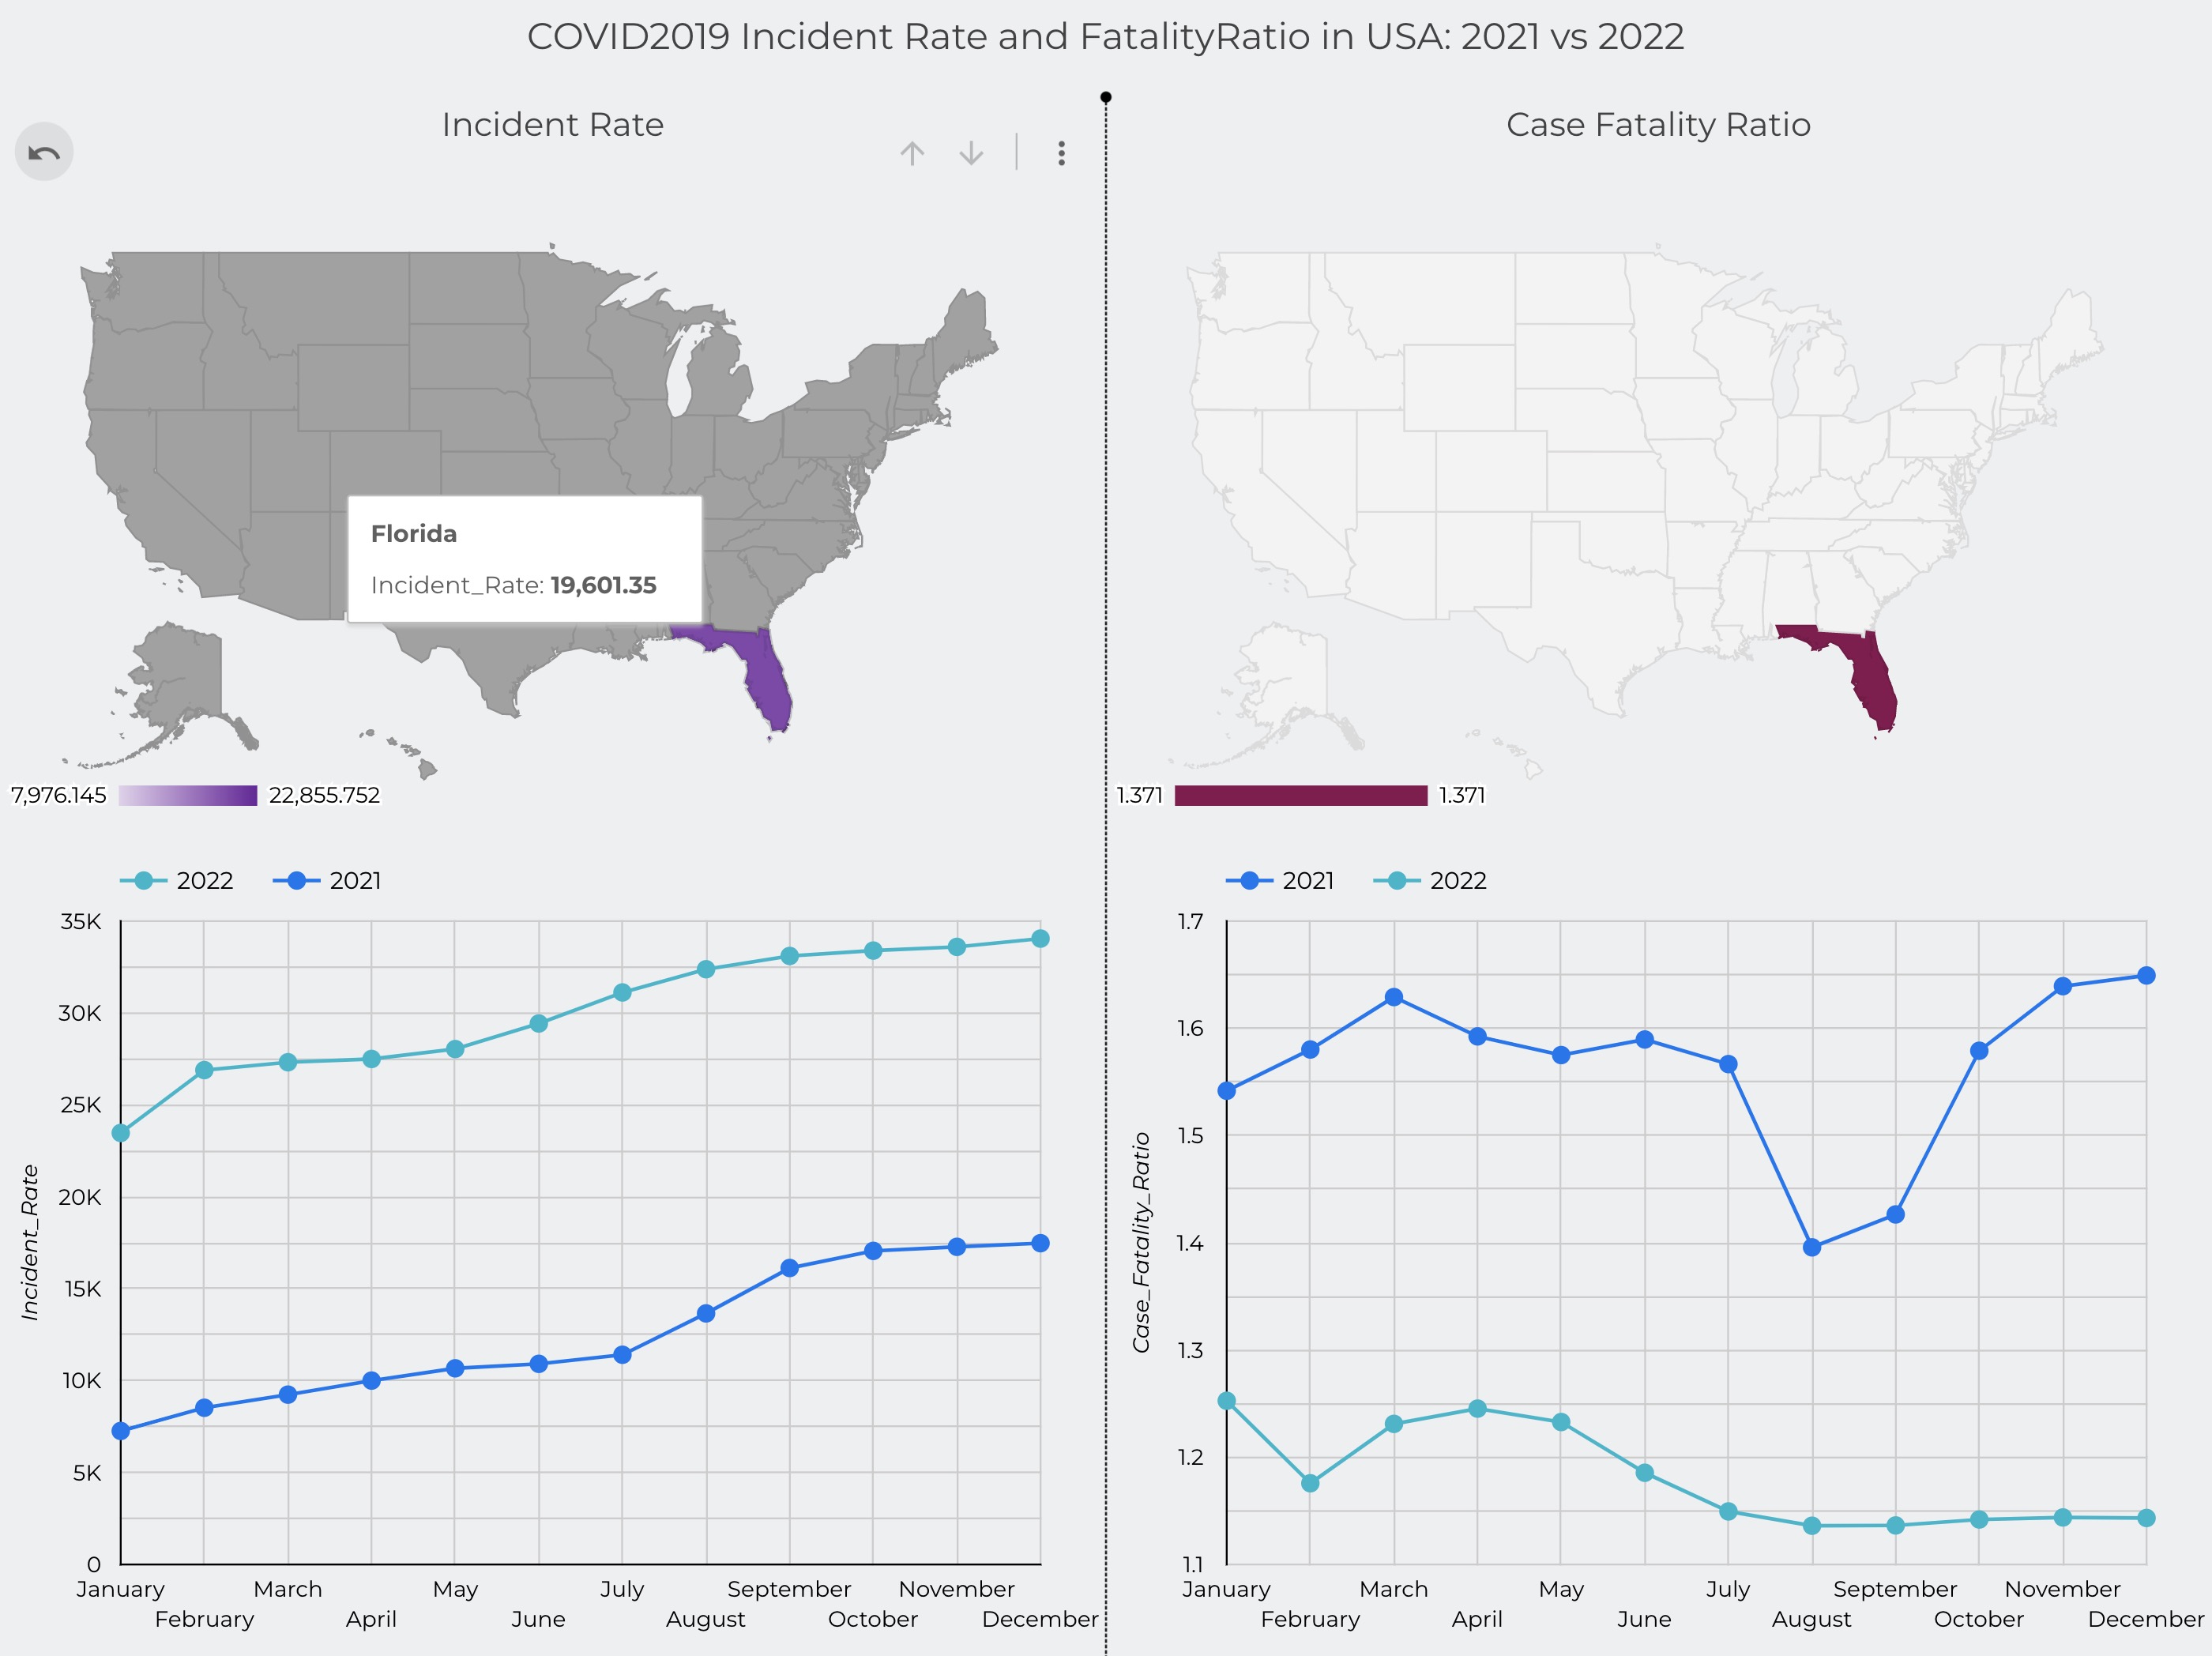 COVID2019 Incident Rate and FatalityRatio in USA: 2021 vs 2022
Incident Rate
Florida
Incident_Rate: 19,601.35
7,976.145 22,855.752
2022 2021
35K
30K
25K
20K
15K
10K
5K
0
Incident_Rate
January March May July September November
February April June August October December
Case Fatality Ratio
1.371 1.371
2021 2022
1.7
1.6
1.5
1.4
1.3
1.2
1.1
Case_Fatality_Ratio
January March May July September November
February April June August October December